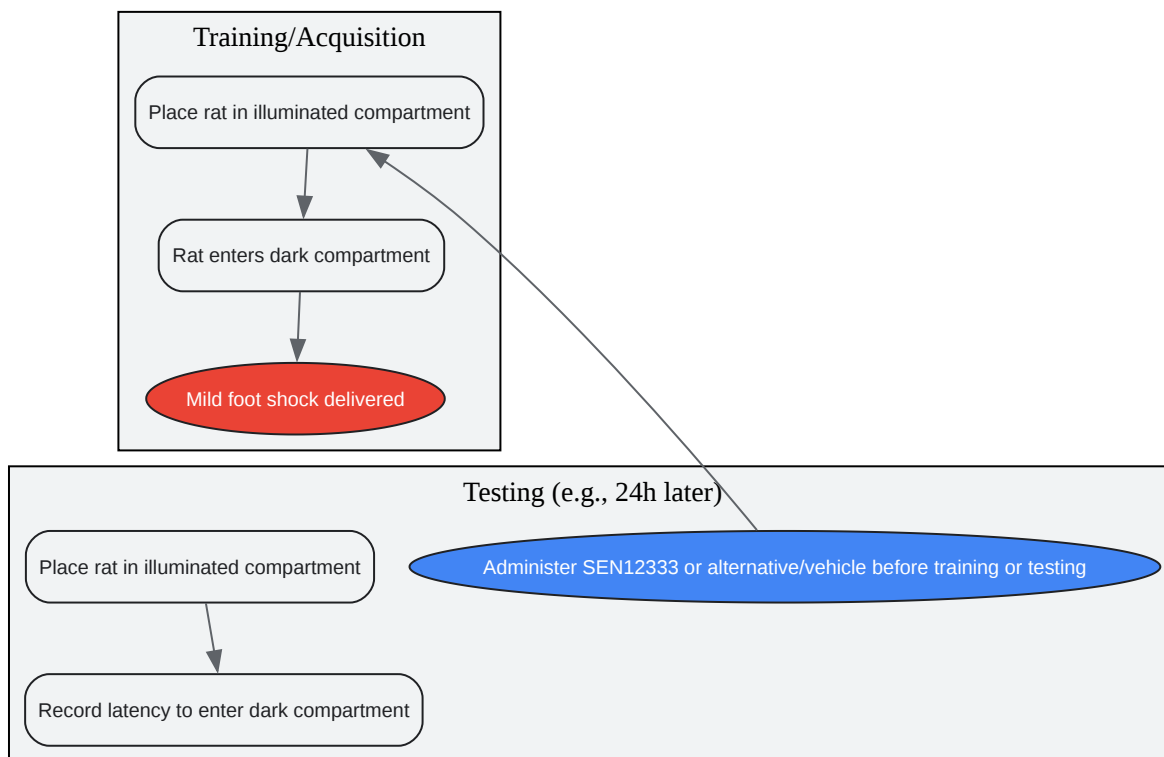 Training/Acquisition
Place rat in illuminated compartment
Rat enters dark compartment
Mild foot shock delivered
Testing (e.g., 24h later)
Place rat in illuminated compartment
Administer SEN12333 or alternative/vehicle before training or testing
Record latency to enter dark compartment